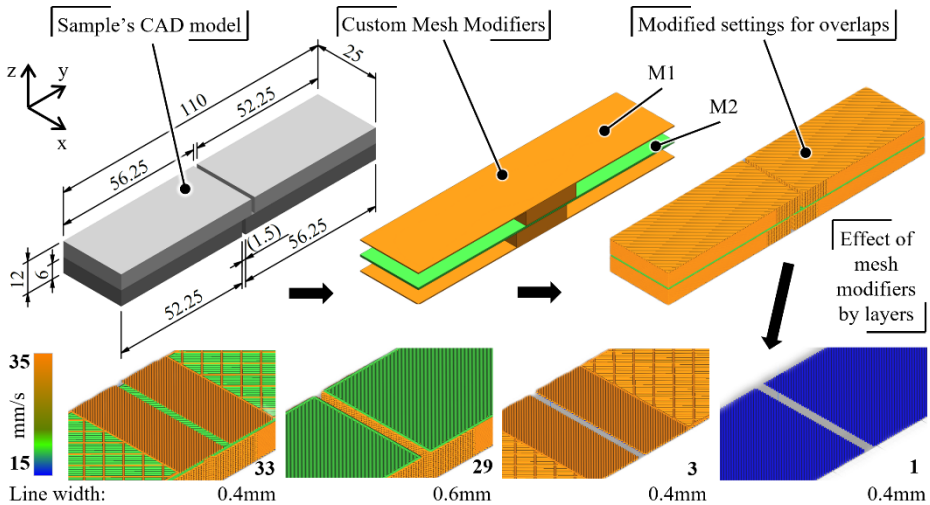 Sample's CAD model
Custom Mesh Modifiers
Modified settings for overlaps
z
y
x
110
25
52.25
56.25
(1.5)
56.25
52.25
12
6
M1
M2
Effect of
mesh
modifiers
by layers
35
mm/s
15
33
29
3
1
Line width:
0.4mm
0.6mm
0.4mm
0.4mm